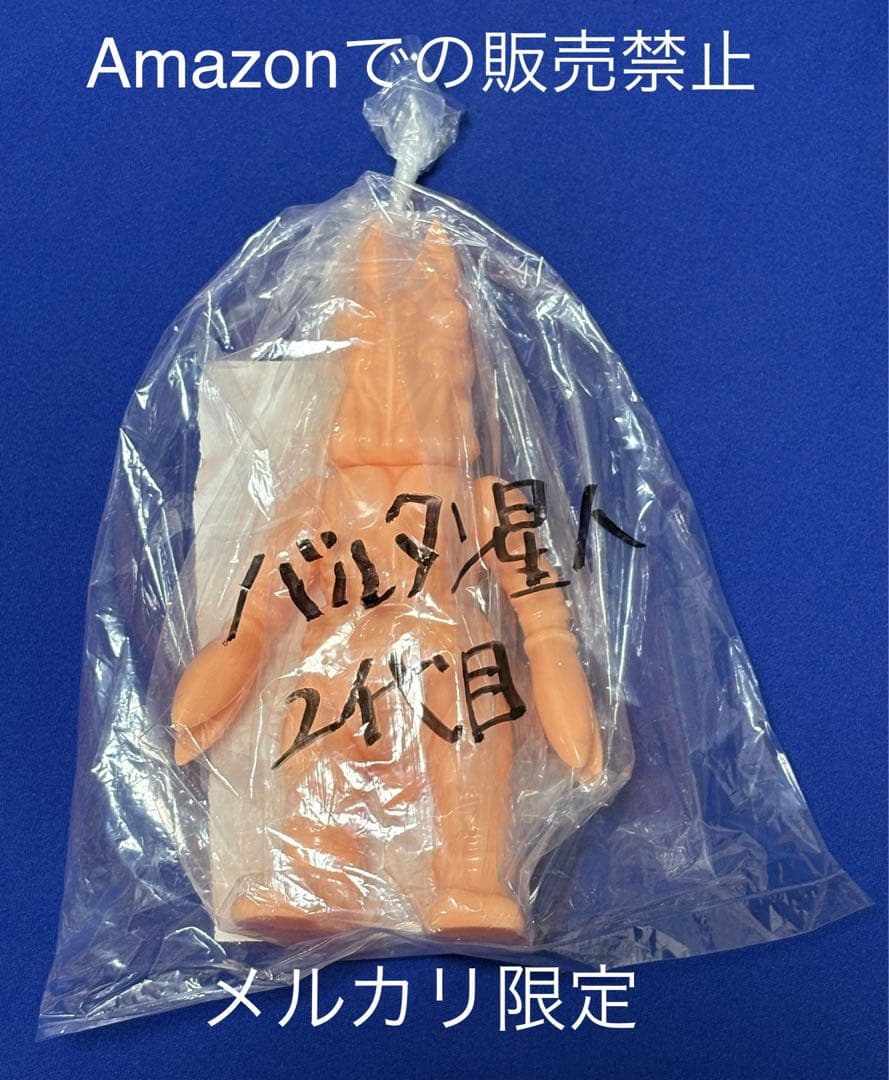 Amazonでの販売禁止
バルタン星人
2代目
メルカリ限定